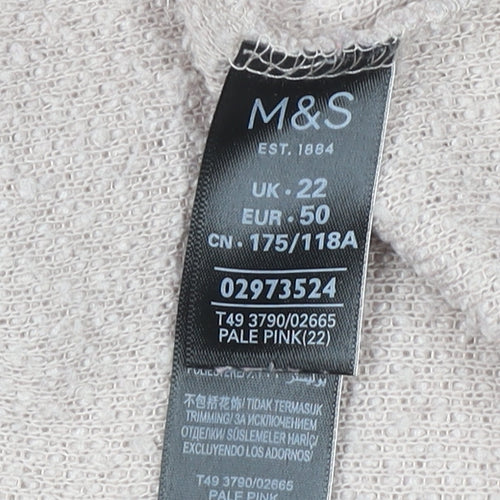 M&S
EST. 1884
UK · 22
EUR · 50
CN · 175/118A
02973524
T49 3790/02665
PALE PINK(22)
不包括花饰/ TIDAK TERMASUK
TRIMMING/ ЗА ИСКЛЮЧЕНИЕМ
ОТДЕЛКИ/ SÜSLEMELER HARİÇ/
EXCLUYENDO LOS ADORNOS/
T49 3790/02665
PALE PINK(22)